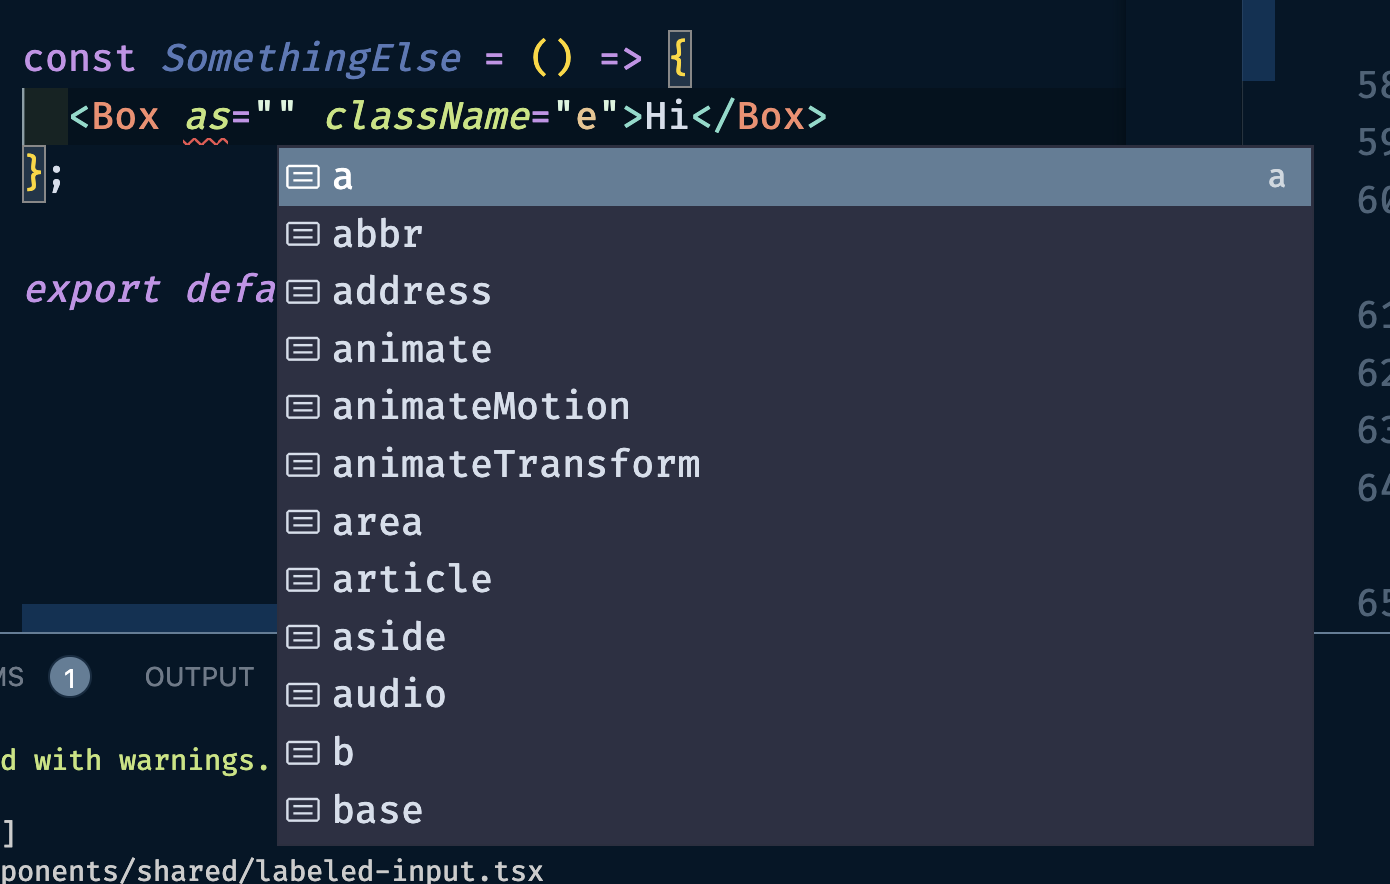 const SomethingElse = () => {
<Box as="" className="e">Hi</Box>
};
export defa
a a
abbr
address
animate
animateMotion
animateTransform
area
article
aside
audio
b
base
58
59
60
61
62
63
64
65
MS 1 OUTPUT
d with warnings.
]
ponents/shared/labeled-input.tsx